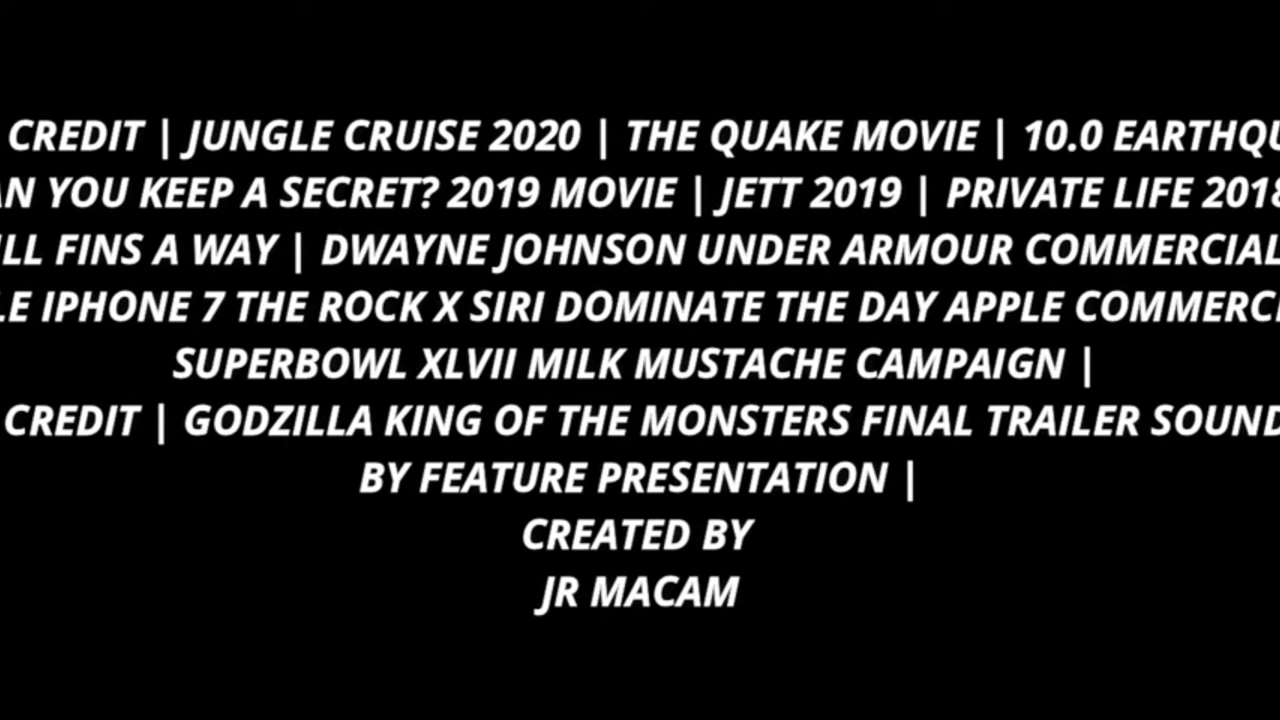 CREDIT | JUNGLE CRUISE 2020 | THE QUAKE MOVIE | 10.0
YOU KEEP A SECRET? 2019 MOVIE | JETT 2019 | PRIVATE LIFE 2018
FINS A WAY | DWAYNE JOHNSON UNDER ARMOUR COMMERCIAL
IPHONE 7 THE ROCK X SIRI DOMINATE THE DAY APPLE
SUPERBOWL XLVII MILK MUSTACHE CAMPAIGN |
CREDIT | GODZILLA KING OF THE MONSTERS FINAL TRAILER
BY FEATURE PRESENTATION |
CREATED BY
JR MACAM